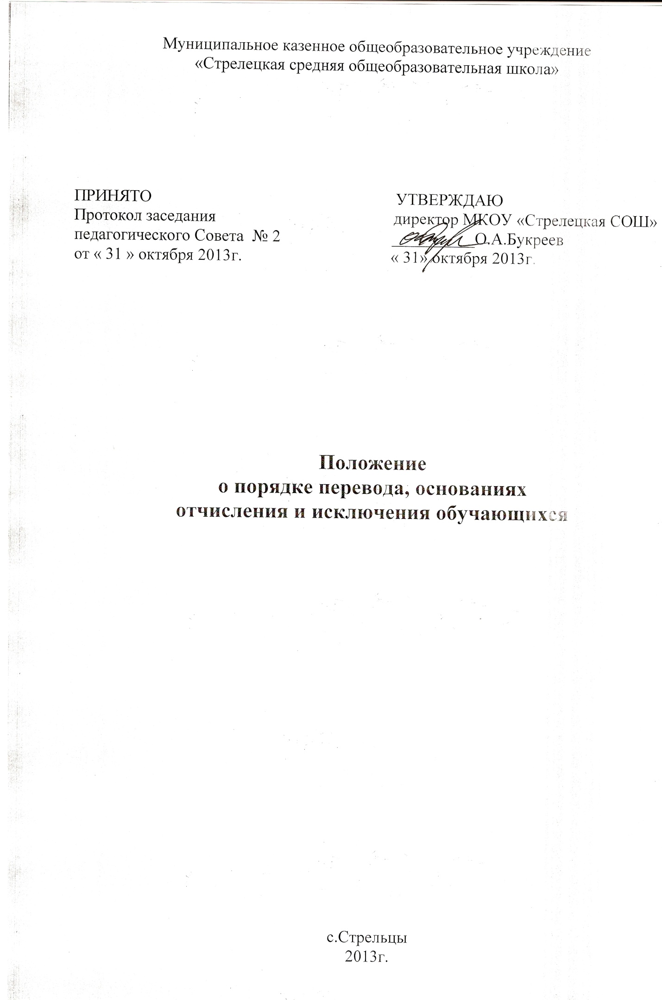 Муниципальное казенное общеобразовательное учреждение
«Стрелецкая средняя общеобразовательная школа»
ПРИНЯТО
Протокол заседания
педагогического Совета № 2
от « 31 » октября 2013г.
УТВЕРЖДАЮ
директор МКОУ «Стрелецкая СОШ»
О.А.Букреев
« 31» октября 2013г.
Положение
о порядке перевода, основаниях
отчисления и исключения обучающихся
с.Стрельцы
2013г.